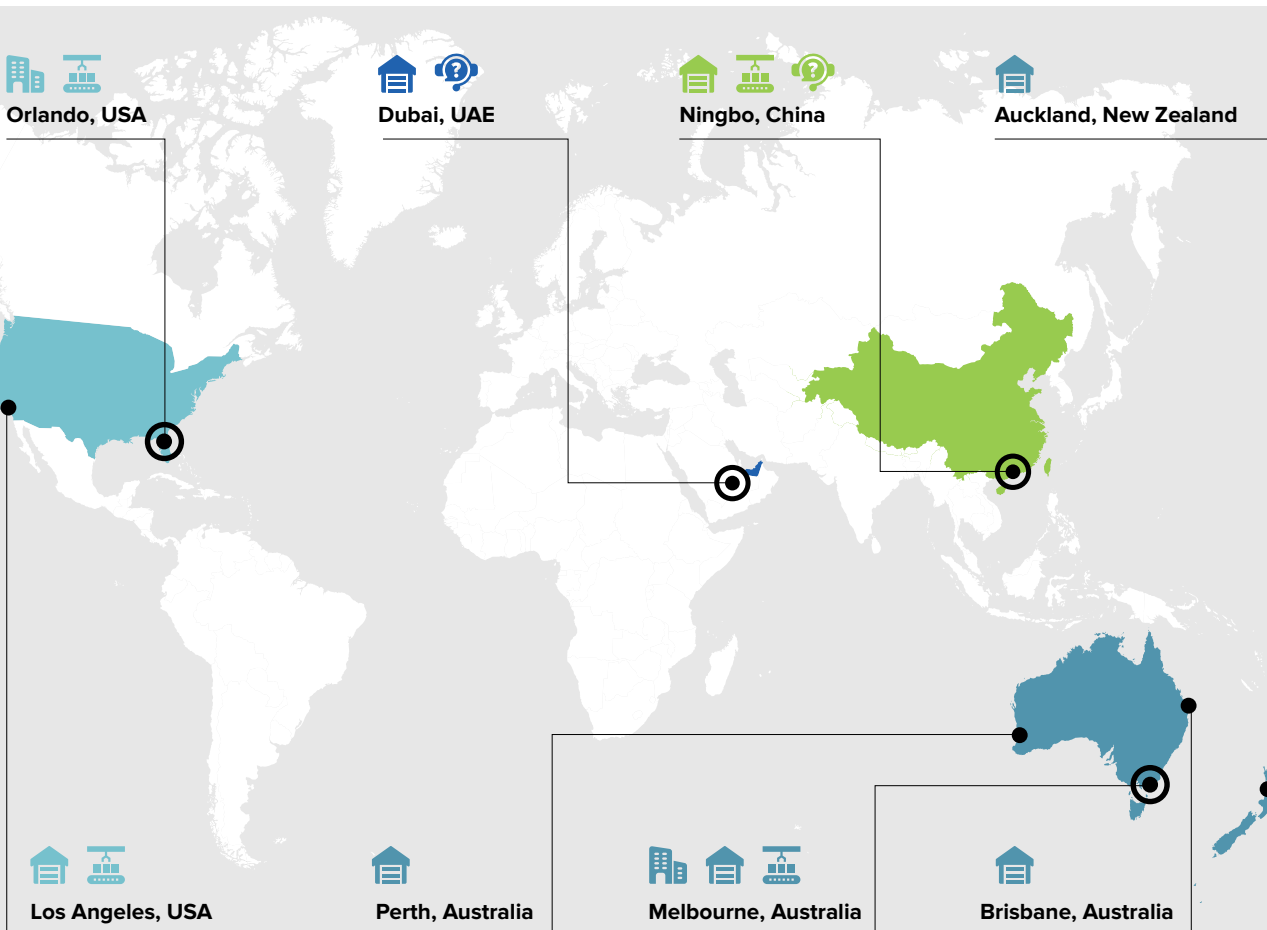 Orlando, USA
Dubai, UAE
Ningbo, China
Auckland, New Zealand
Los Angeles, USA
Perth, Australia
Melbourne, Australia
Brisbane, Australia